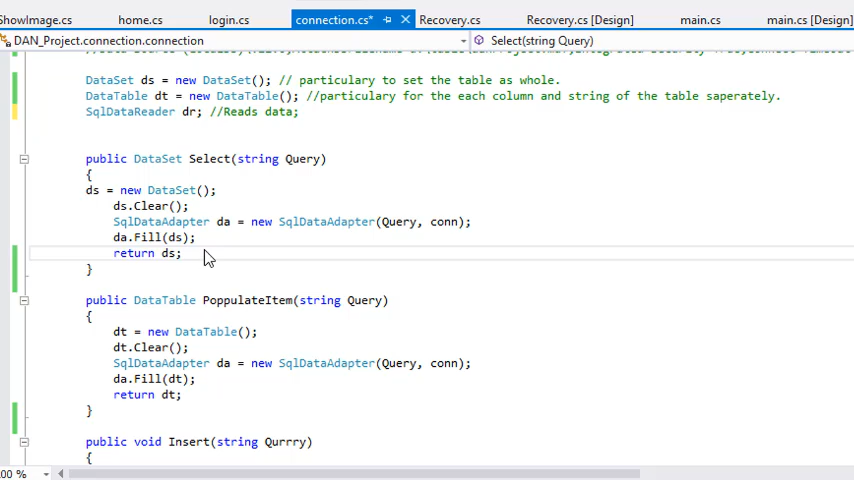 ShowImage.cs home.cs login.cs connection.cs* Recovery.cs Recovery.cs [Design] main.cs main.cs [Design]
DAN_Project.connection.connection Select(string Query)
DataSet ds = new DataSet(); // particulary to set the table as whole.
DataTable dt = new DataTable(); //particulary for the each column and string of the table saperately.
SqlDataReader dr; //Reads data;
public DataSet Select(string Query)
{
ds = new DataSet();
ds.Clear();
SqlDataAdapter da = new SqlDataAdapter(Query, conn);
da.Fill(ds);
return ds;
}
public DataTable PoppulateItem(string Query)
{
dt = new DataTable();
dt.Clear();
SqlDataAdapter da = new SqlDataAdapter(Query, conn);
da.Fill(dt);
return dt;
}
public void Insert(string Qurrry)
{
00 %